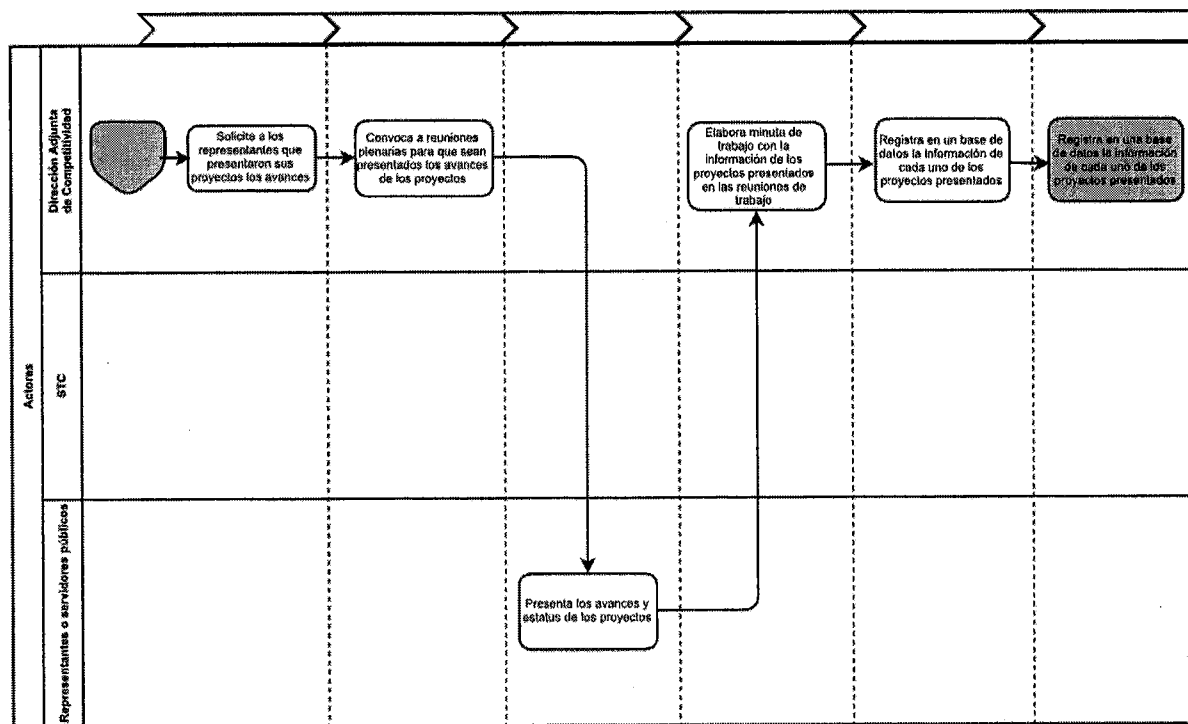 Actores
Dirección Adjunta
de Competitividad
Solicita a los
representantes que
presentaron sus
proyectos los avances
Convoca a reuniones
plenarias para que sean
presentados los avances
de los proyectos
Elabora minuta de
trabajo con la
información de los
proyectos presentados
en las reuniones de
trabajo
Registra en un base de
datos la información de
cada uno de los
proyectos presentados
Registra en una base
de datos la información
de cada uno de los
proyectos presentados
STC
Representantes o servidores públicos
Presenta los avances y
estatus de los proyectos